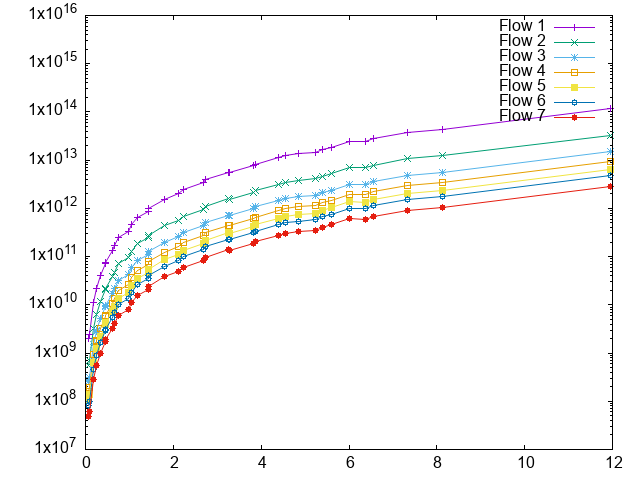 1x10^16
1x10^15
1x10^14
1x10^13
1x10^12
1x10^11
1x10^10
1x10^9
1x10^8
1x10^7
0 2 4 6 8 10 12
Flow 1
Flow 2
Flow 3
Flow 4
Flow 5
Flow 6
Flow 7